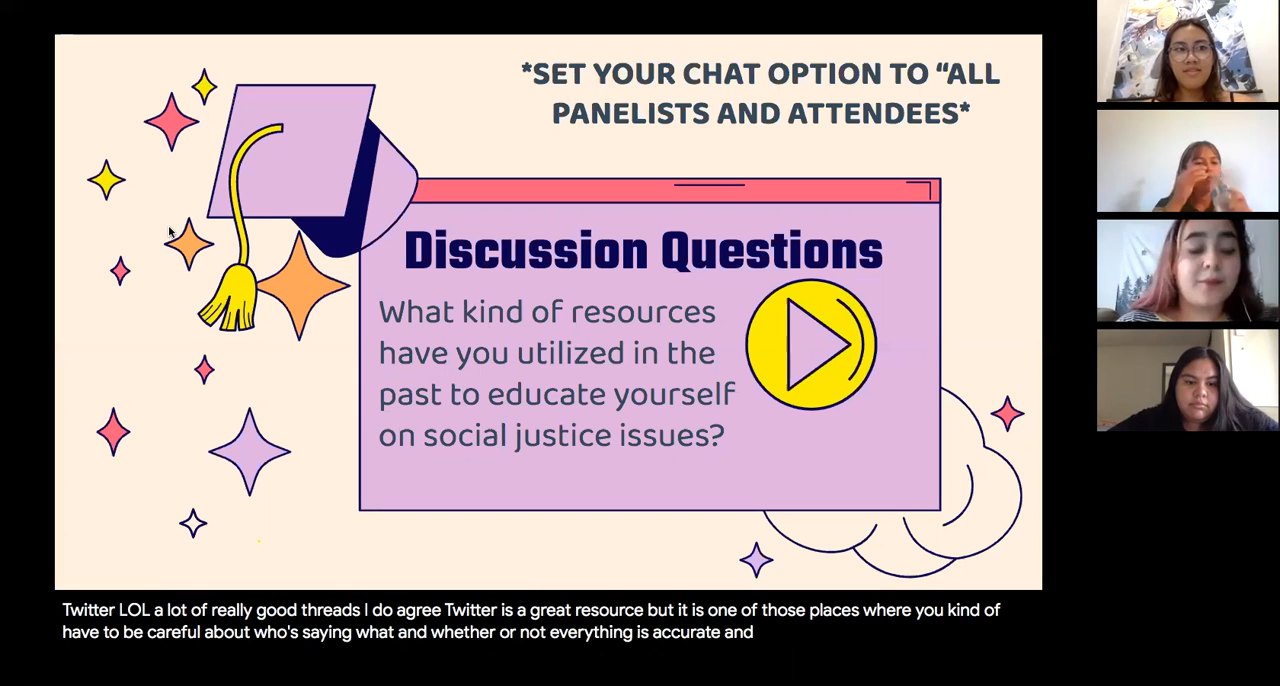 *SET YOUR CHAT OPTION TO “ALL
PANELISTS AND ATTENDEES*
Discussion Questions
What kind of resources
have you utilized in the
past to educate yourself
on social justice issues?
Twitter LOL a lot of really good threads I do agree Twitter is a great resource but it is one of those places where you kind of
have to be careful about who's saying what and whether or not everything is accurate and